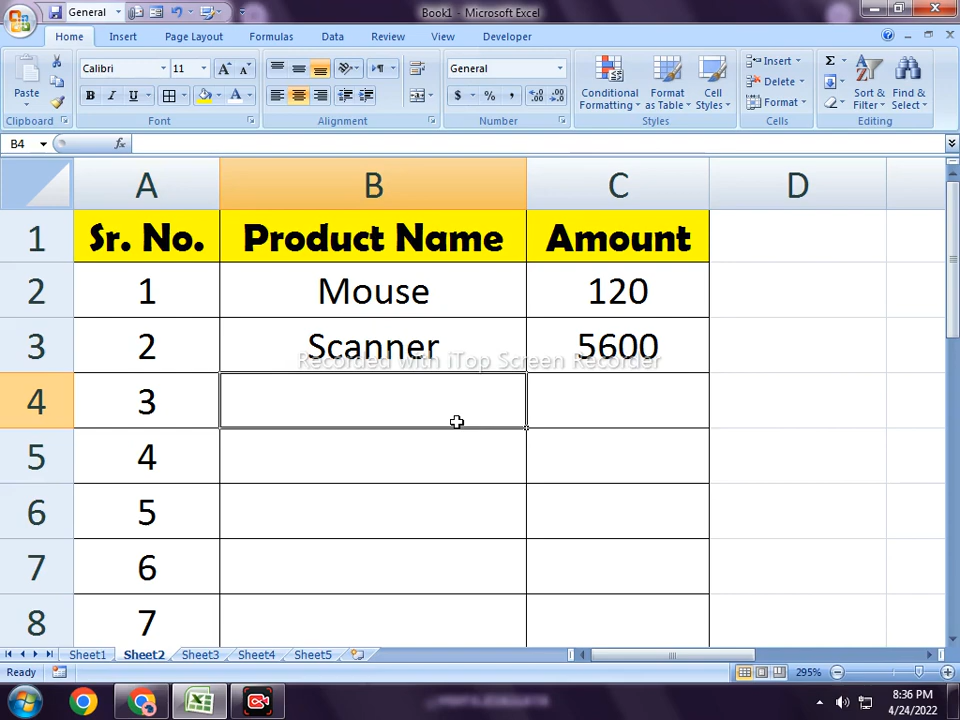 General
Book1 - Microsoft Excel
Home Insert Page Layout Formulas Data Review View Developer
Paste
Calibri 11
B I U
General
$ % ,
Conditional Formatting
Format as Table
Cell Styles
Insert
Delete
Format
Sort & Filter
Find & Select
Clipboard Font Alignment Number Styles Cells Editing
B4 fx
A B C D
1 Sr. No. Product Name Amount
2 1 Mouse 120
3 2 Scanner 5600
Recorded with iTop Screen Recorder
4 3
5 4
6 5
7 6
8 7
Sheet1 Sheet2 Sheet3 Sheet4 Sheet5
Ready 295%
8:36 PM
4/24/2022